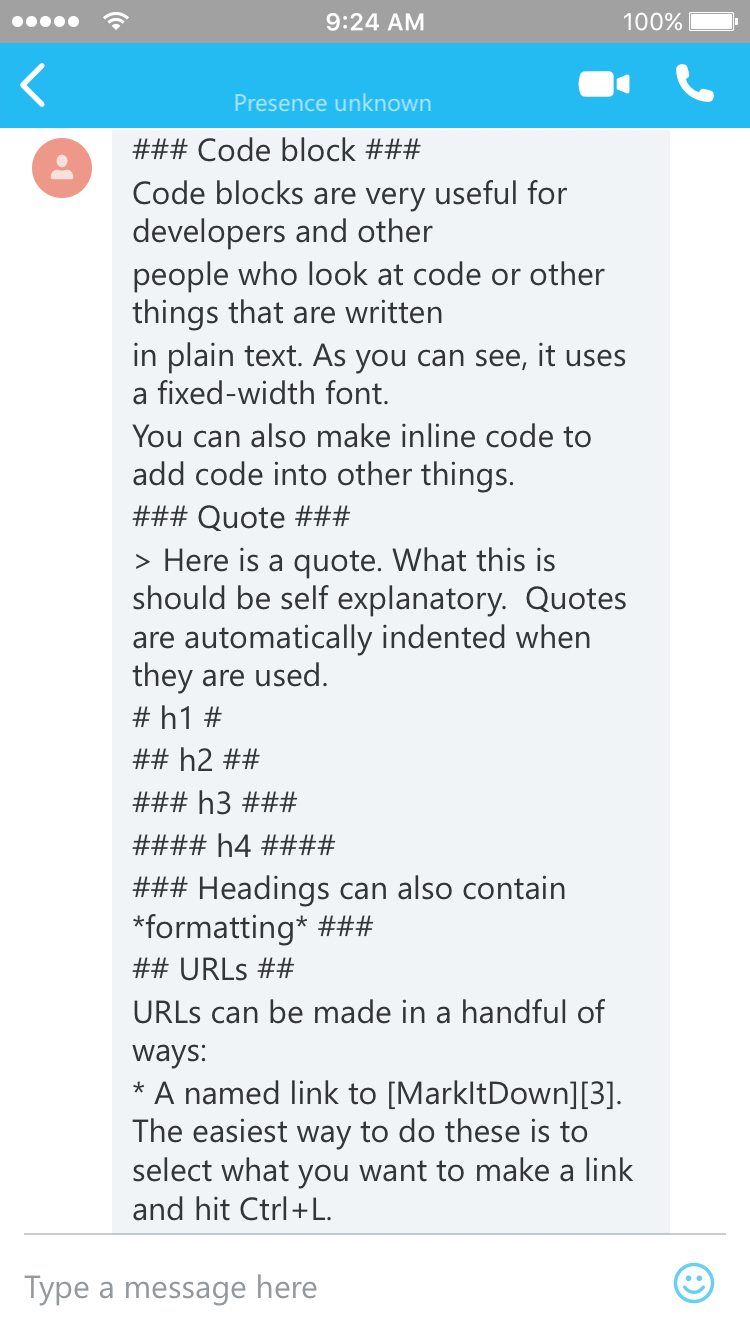 9:24 AM
100%
Presence unknown
### Code block ###
Code blocks are very useful for
developers and other
people who look at code or other
things that are written
in plain text. As you can see, it uses
a fixed-width font.
You can also make inline code to
add code into other things.
### Quote ###
> Here is a quote. What this is
should be self explanatory.  Quotes
are automatically indented when
they are used.
# h1 #
## h2 ##
### h3 ###
#### h4 ####
### Headings can also contain
*formatting* ###
## URLs ##
URLs can be made in a handful of
ways:
* A named link to [MarkItDown][3].
The easiest way to do these is to
select what you want to make a link
and hit Ctrl+L.
Type a message here